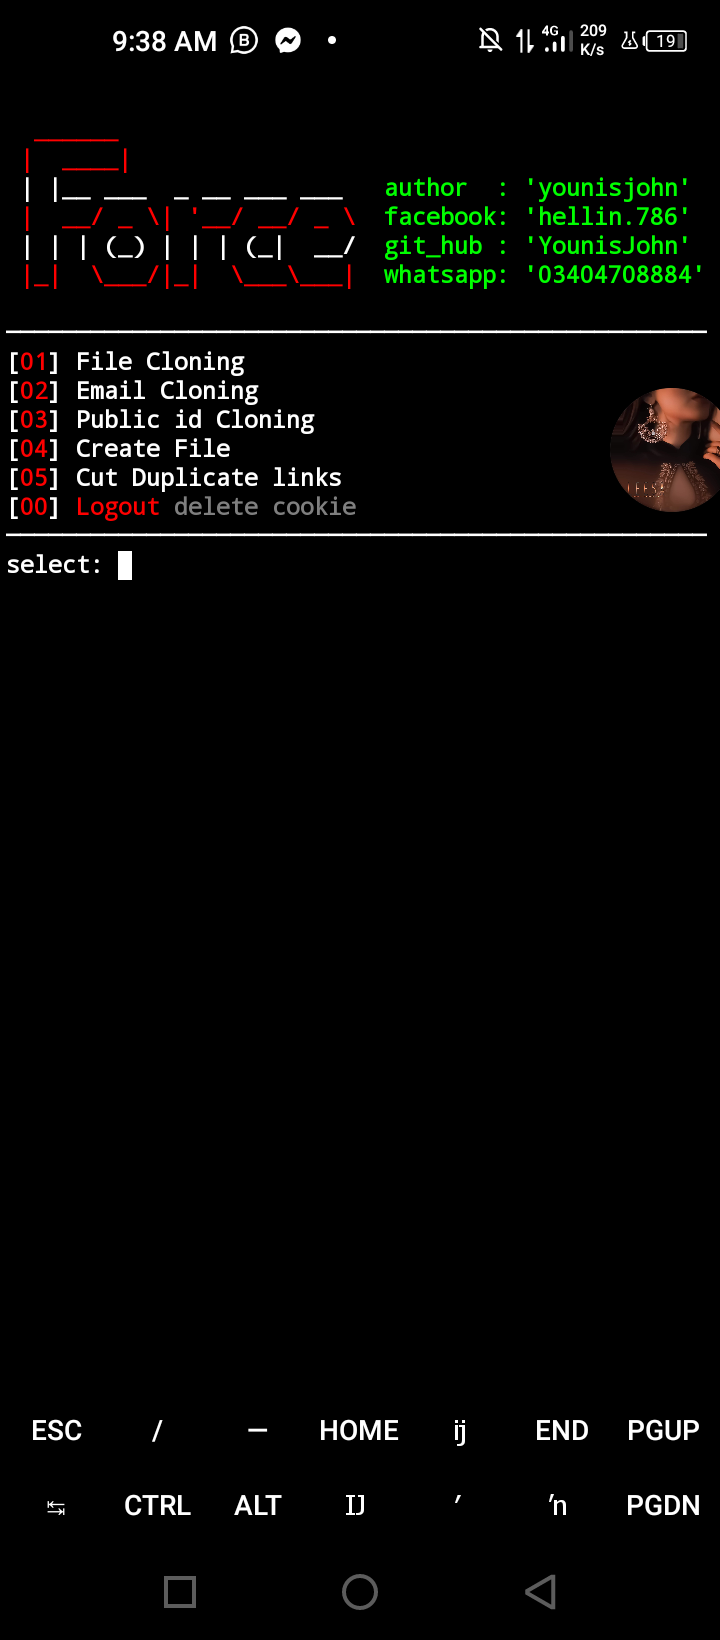 9:38 AM
4G
209
K/s
19
Force
author : 'younisjohn'
facebook: 'hellin.786'
git_hub : 'YounisJohn'
whatsapp: '03404708884'
[01] File Cloning
[02] Email Cloning
[03] Public id Cloning
[04] Create File
[05] Cut Duplicate links
[00] Logout delete cookie
select:
ESC / — HOME ĳ END PGUP
↹ CTRL ALT Ĳ ʹ ŉ PGDN